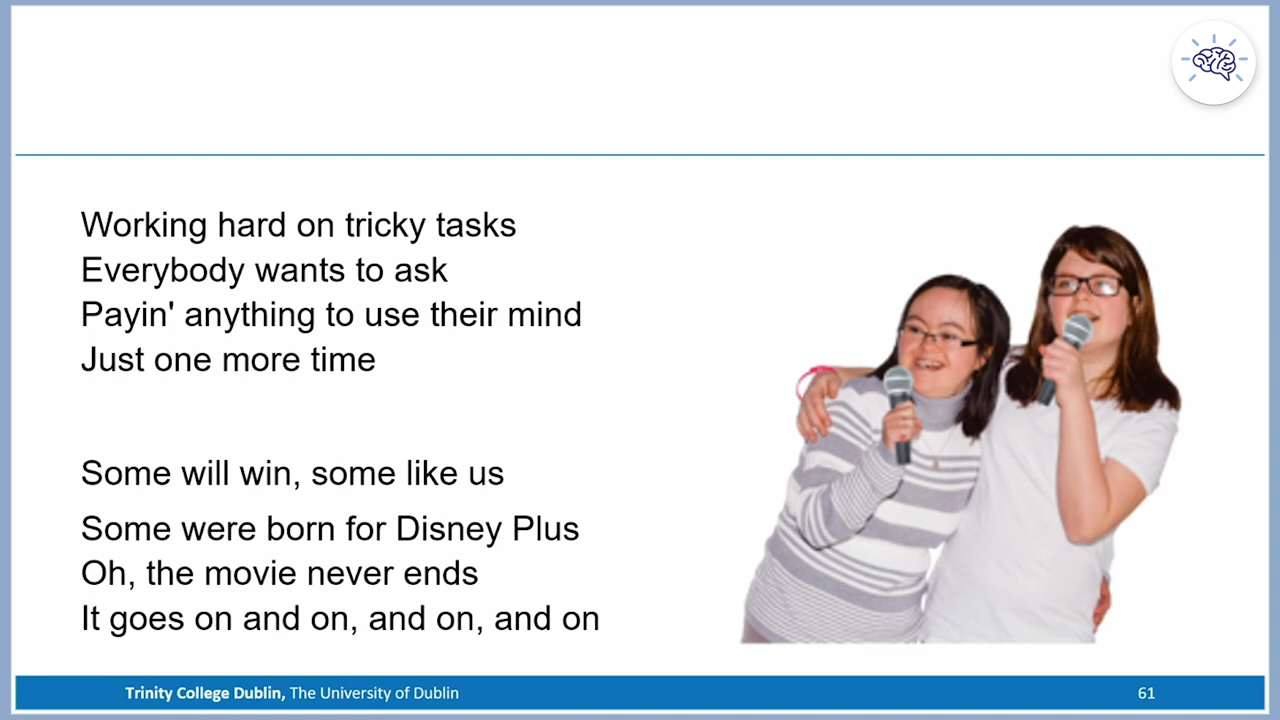 Working hard on tricky tasks
Everybody wants to ask
Payin' anything to use their mind
Just one more time
Some will win, some like us
Some were born for Disney Plus
Oh, the movie never ends
It goes on and on, and on, and on
Trinity College Dublin, The University of Dublin
61